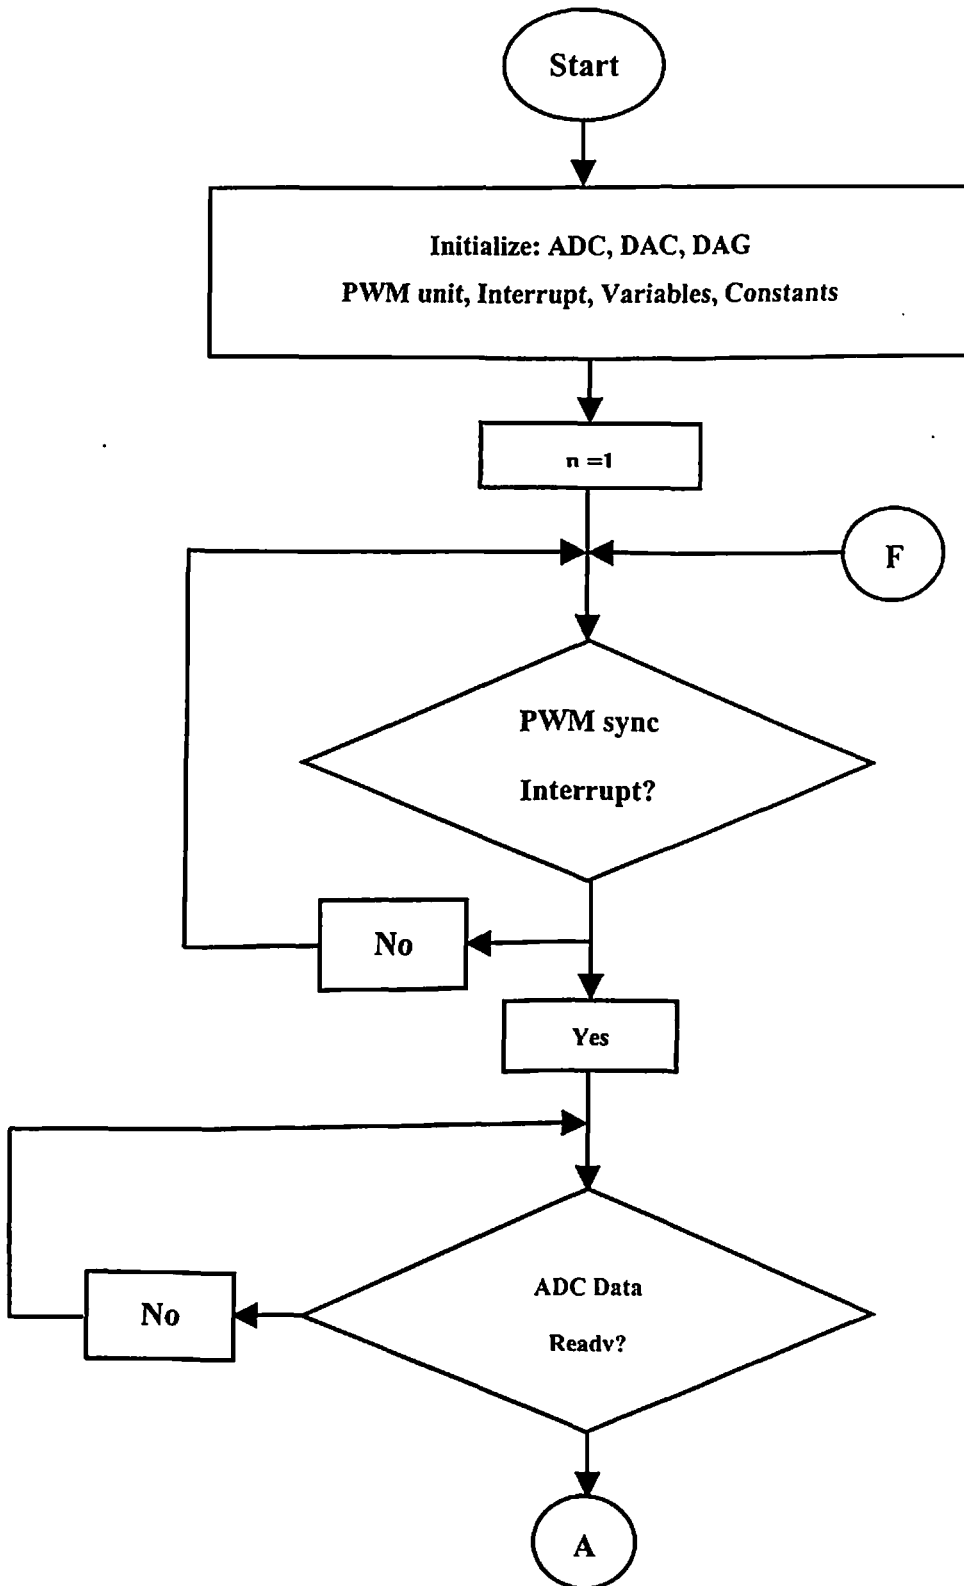 Start
Initialize: ADC, DAC, DAG
PWM unit, Interrupt, Variables, Constants
n =1
F
PWM sync
Interrupt?
No
Yes
ADC Data
Readv?
No
A